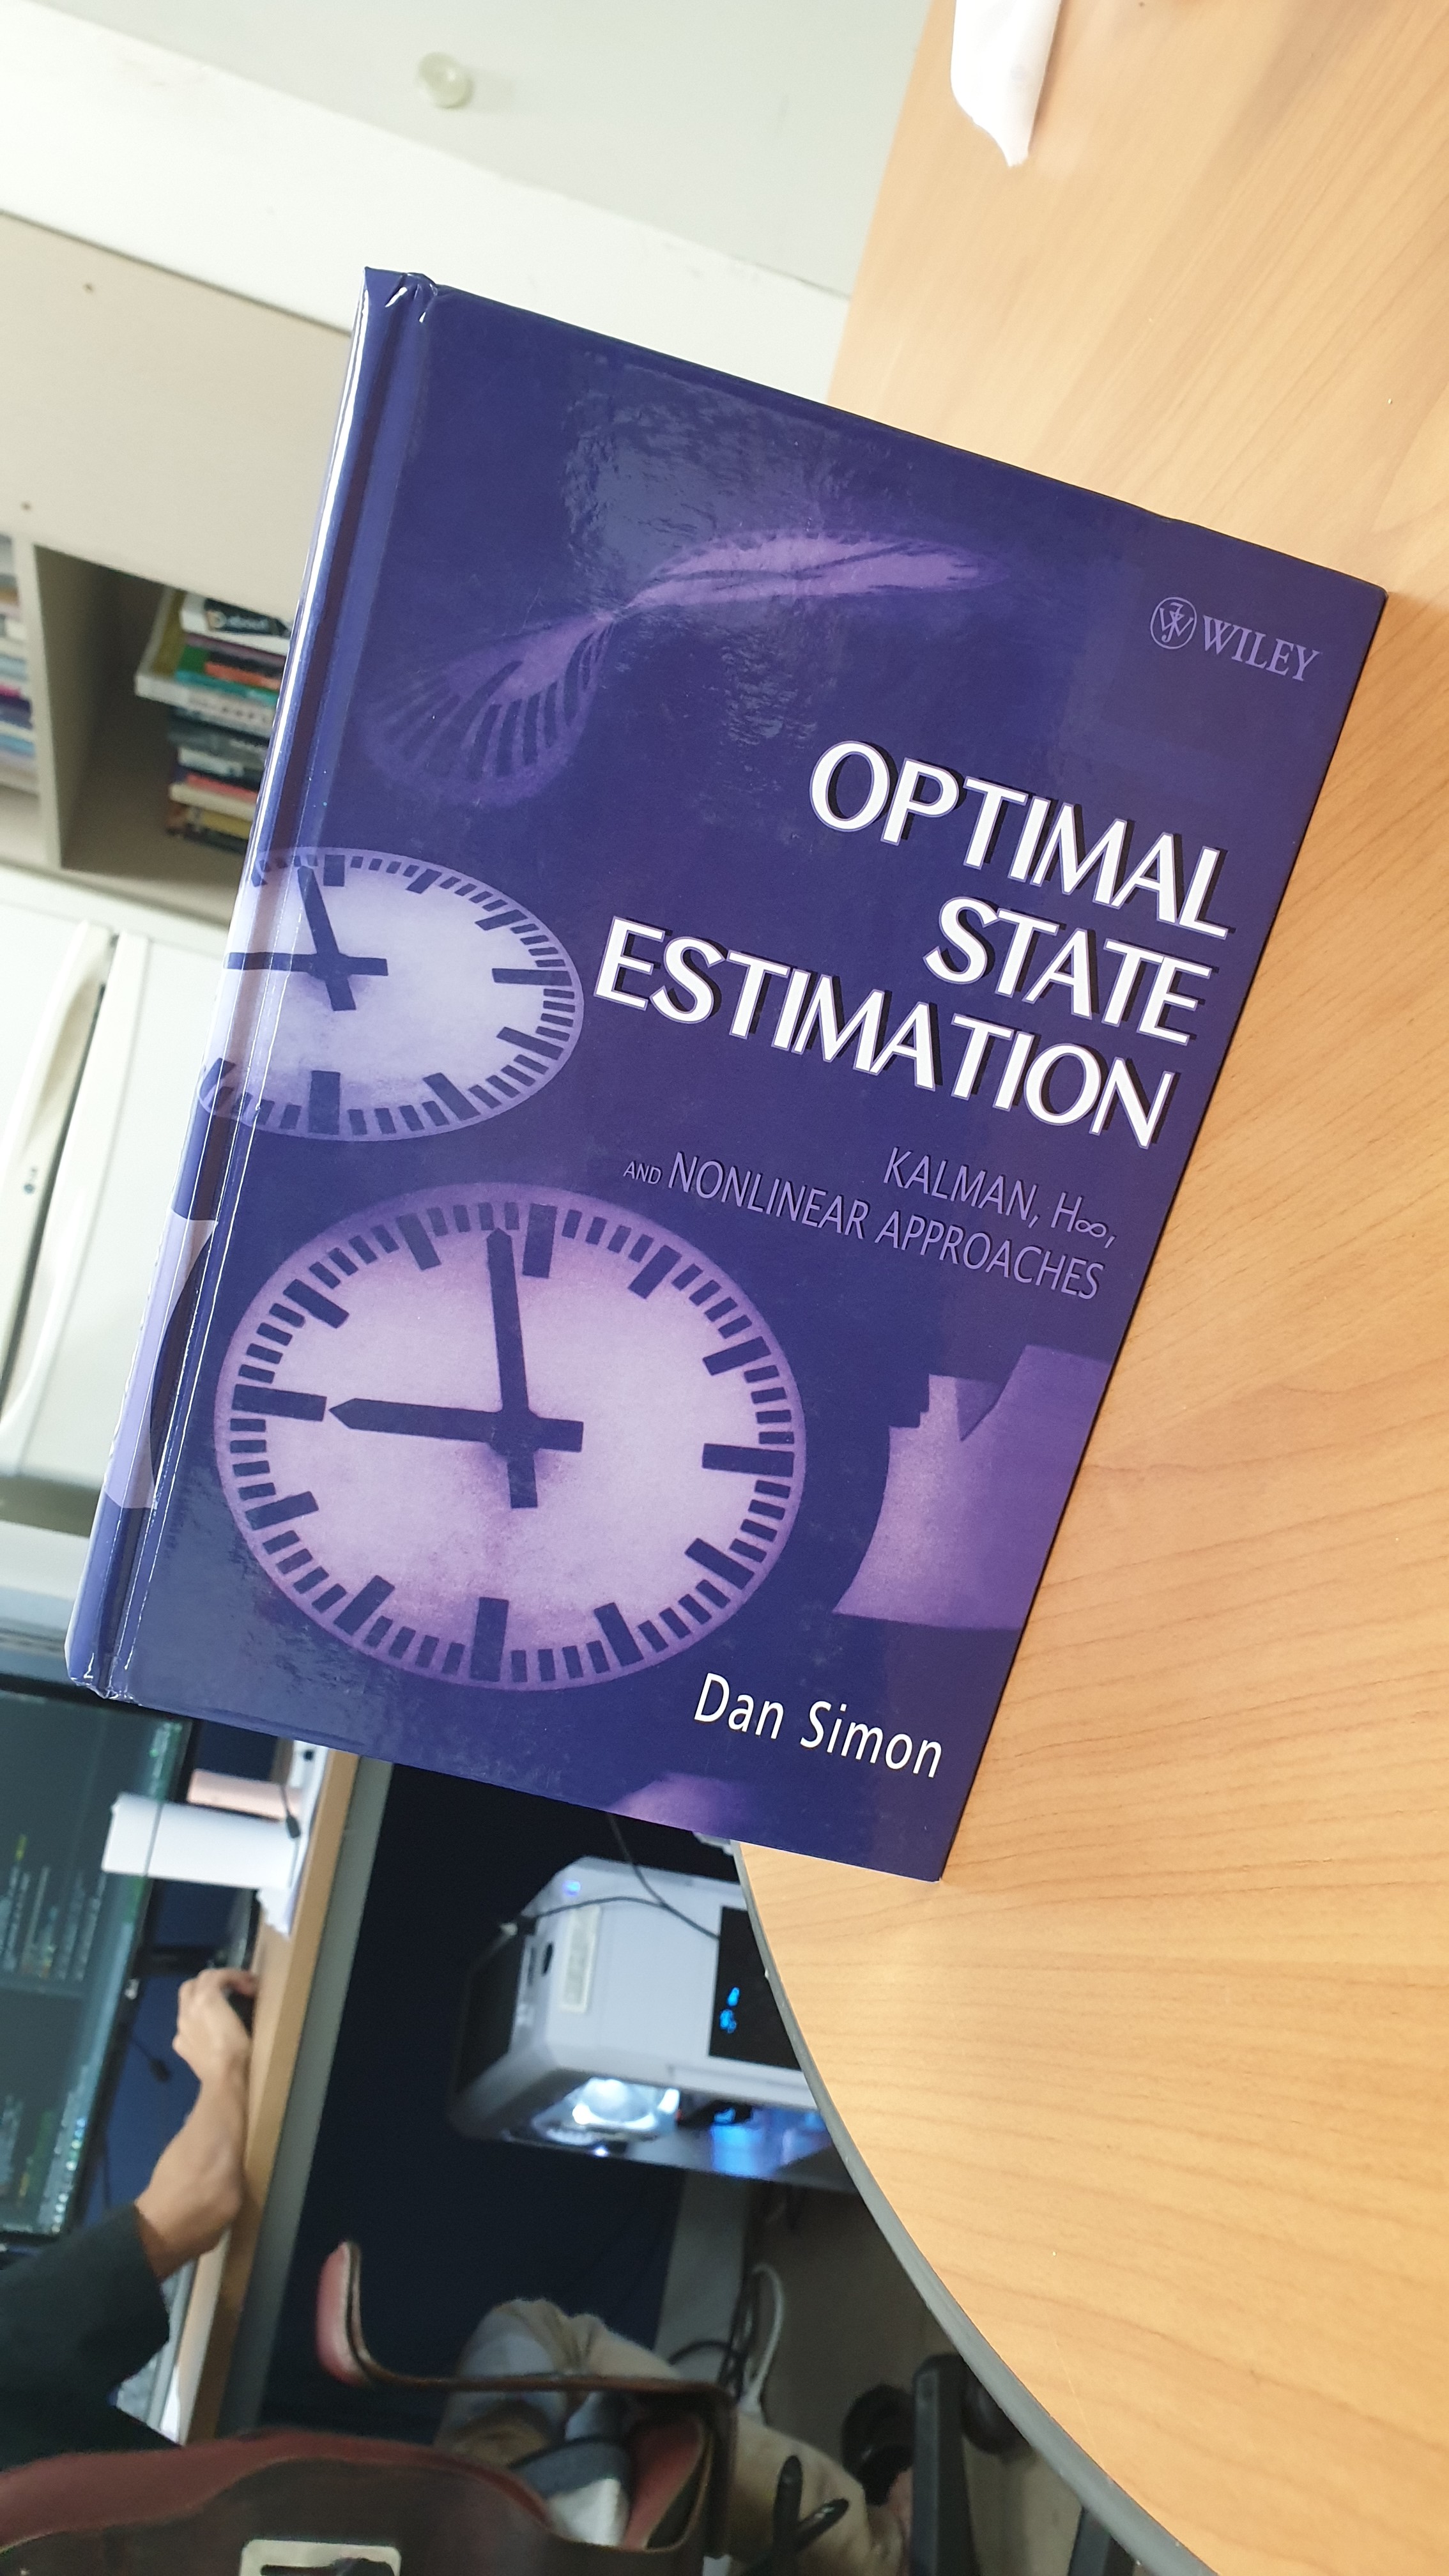 WILEY
OPTIMAL
STATE
ESTIMATION
KALMAN, H∞,
AND NONLINEAR APPROACHES
Dan Simon